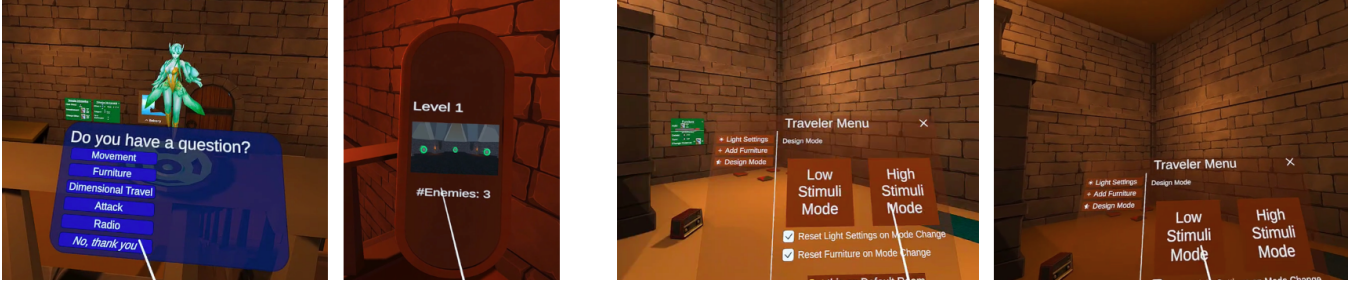 Do you have a question?
Movement
Furniture
Dimensional Travel
Attack
Radio
No, thank you
Level 1
#Enemies: 3
Traveler Menu
Light Settings
+ Add Furniture
Design Mode
Design Mode
Low
Stimuli
Mode
High
Stimuli
Mode
Reset Light Settings on Mode Change
Reset Furniture on Mode Change
Traveler Menu
Light Settings
+ Add Furniture
Design Mode
Design Mode
Low
Stimuli
Mode
High
Stimuli
Mode